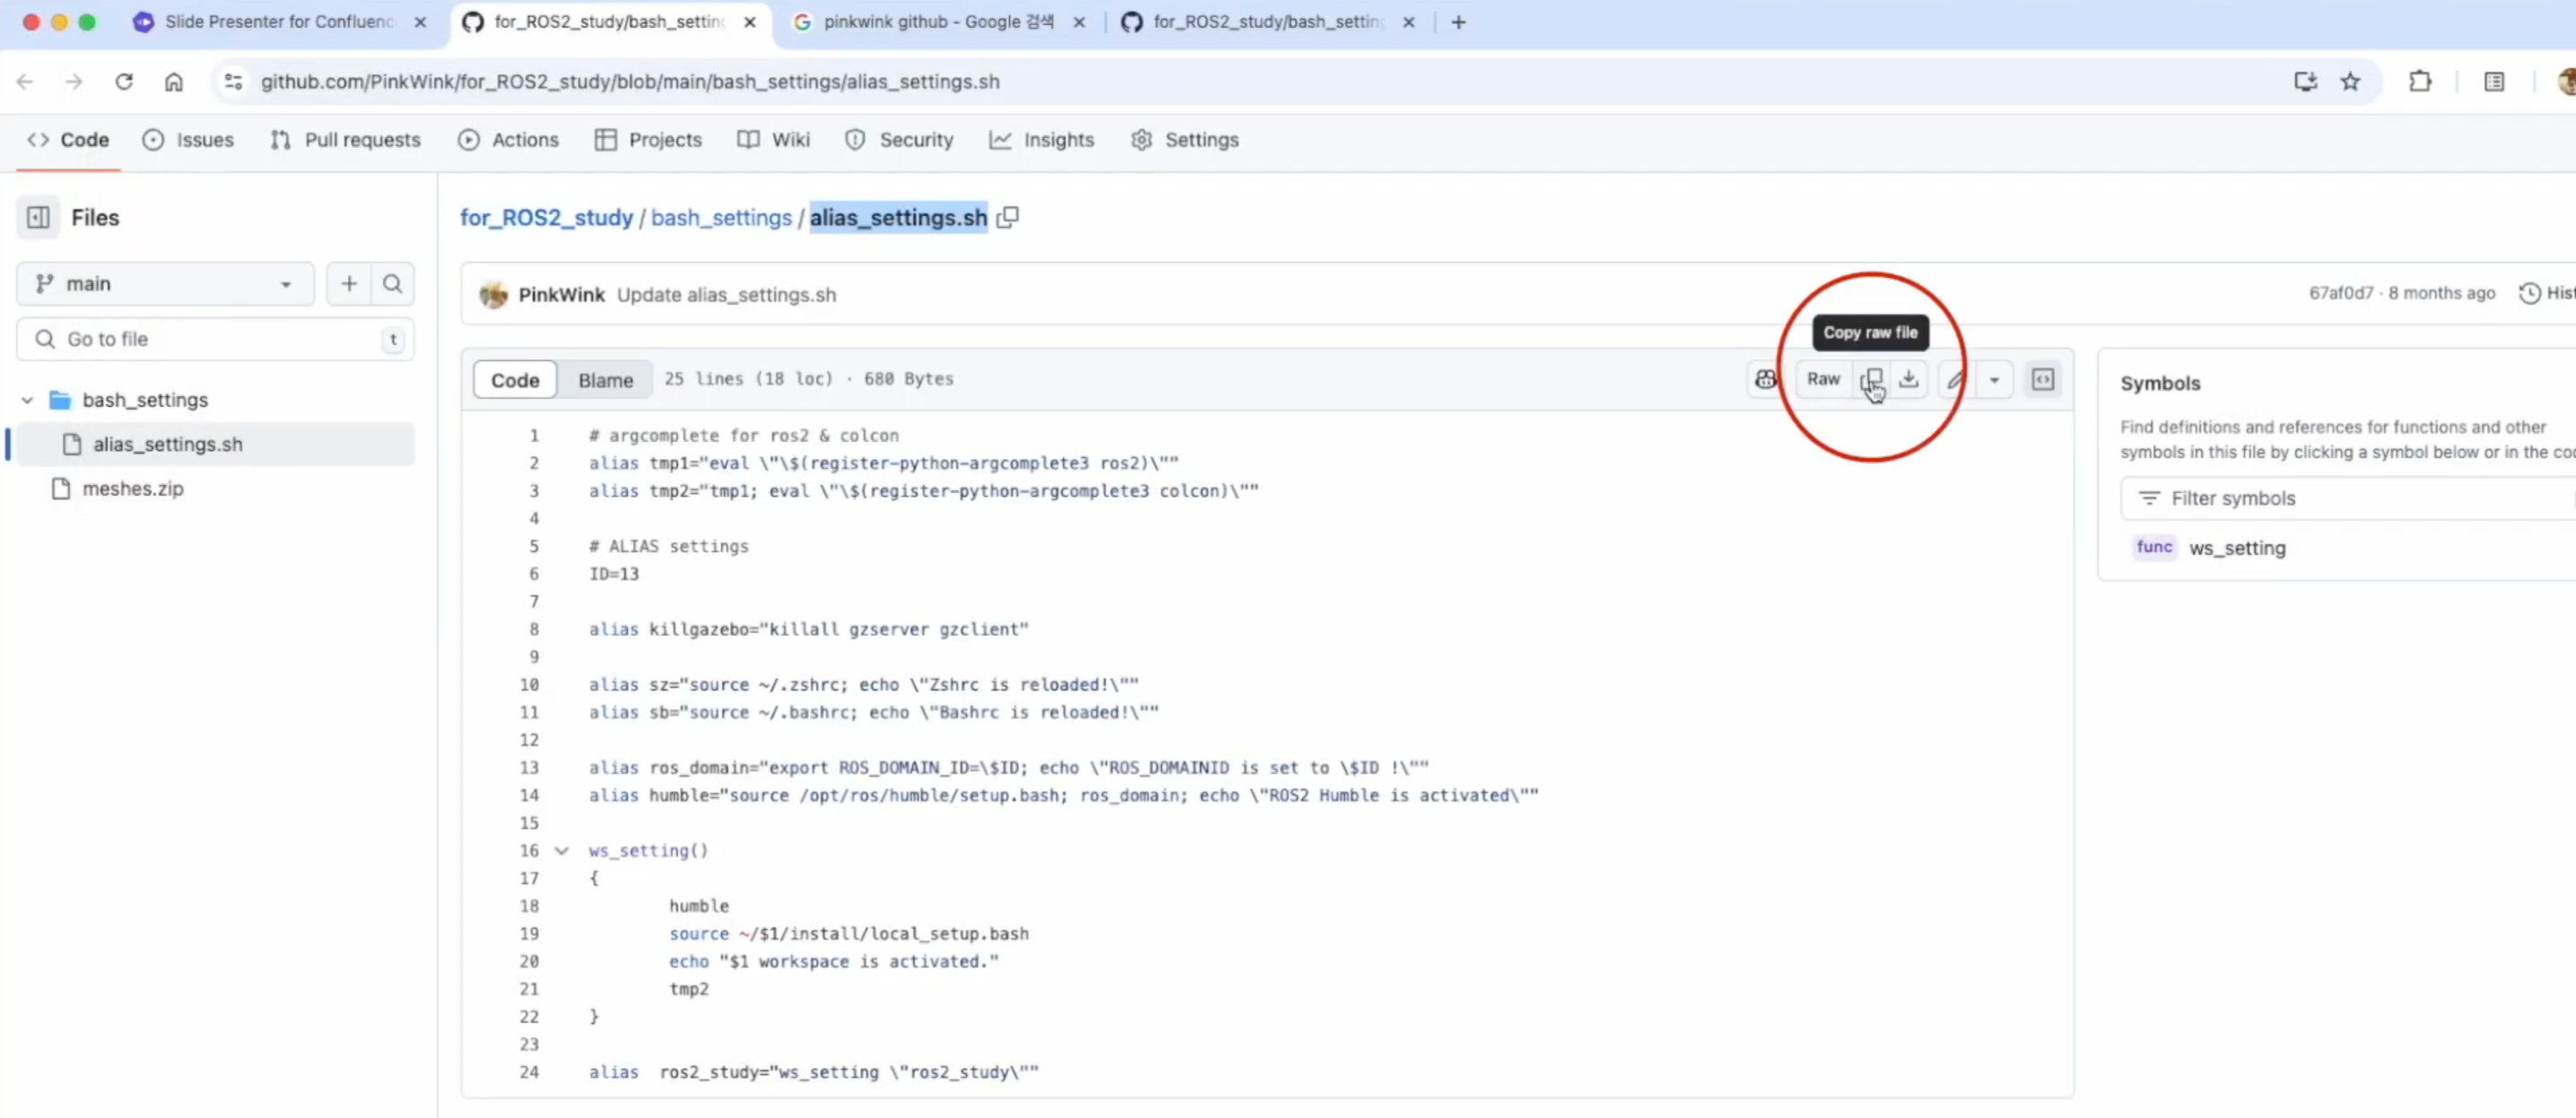 Slide Presenter for Confluenc
for_ROS2_study/bash_setting
pinkwink github - Google 검색
for_ROS2_study/bash_setting
github.com/PinkWink/for_ROS2_study/blob/main/bash_settings/alias_settings.sh
Code
Issues
Pull requests
Actions
Projects
Wiki
Security
Insights
Settings
Files
main
Go to file
t
bash_settings
alias_settings.sh
meshes.zip
for_ROS2_study / bash_settings / alias_settings.sh
PinkWink Update alias_settings.sh
67af0d7 · 8 months ago
Hist
Copy raw file
Code
Blame
25 lines (18 loc) · 680 Bytes
Raw
1 # argcomplete for ros2 & colcon
2 alias tmp1="eval \"\$(register-python-argcomplete3 ros2)\""
3 alias tmp2="tmp1; eval \"\$(register-python-argcomplete3 colcon)\""
4
5 # ALIAS settings
6 ID=13
7
8 alias killgazebo="killall gzserver gzclient"
9
10 alias sz="source ~/.zshrc; echo \"Zshrc is reloaded!\""
11 alias sb="source ~/.bashrc; echo \"Bashrc is reloaded!\""
12
13 alias ros_domain="export ROS_DOMAIN_ID=\$ID; echo \"ROS_DOMAINID is set to \$ID !\""
14 alias humble="source /opt/ros/humble/setup.bash; ros_domain; echo \"ROS2 Humble is activated\""
15
16 ws_setting()
17 {
18 humble
19 source ~/$1/install/local_setup.bash
20 echo "$1 workspace is activated."
21 tmp2
22 }
23
24 alias ros2_study="ws_setting \"ros2_study\""
Symbols
Find definitions and references for functions and other
symbols in this file by clicking a symbol below or in the cod
Filter symbols
func ws_setting